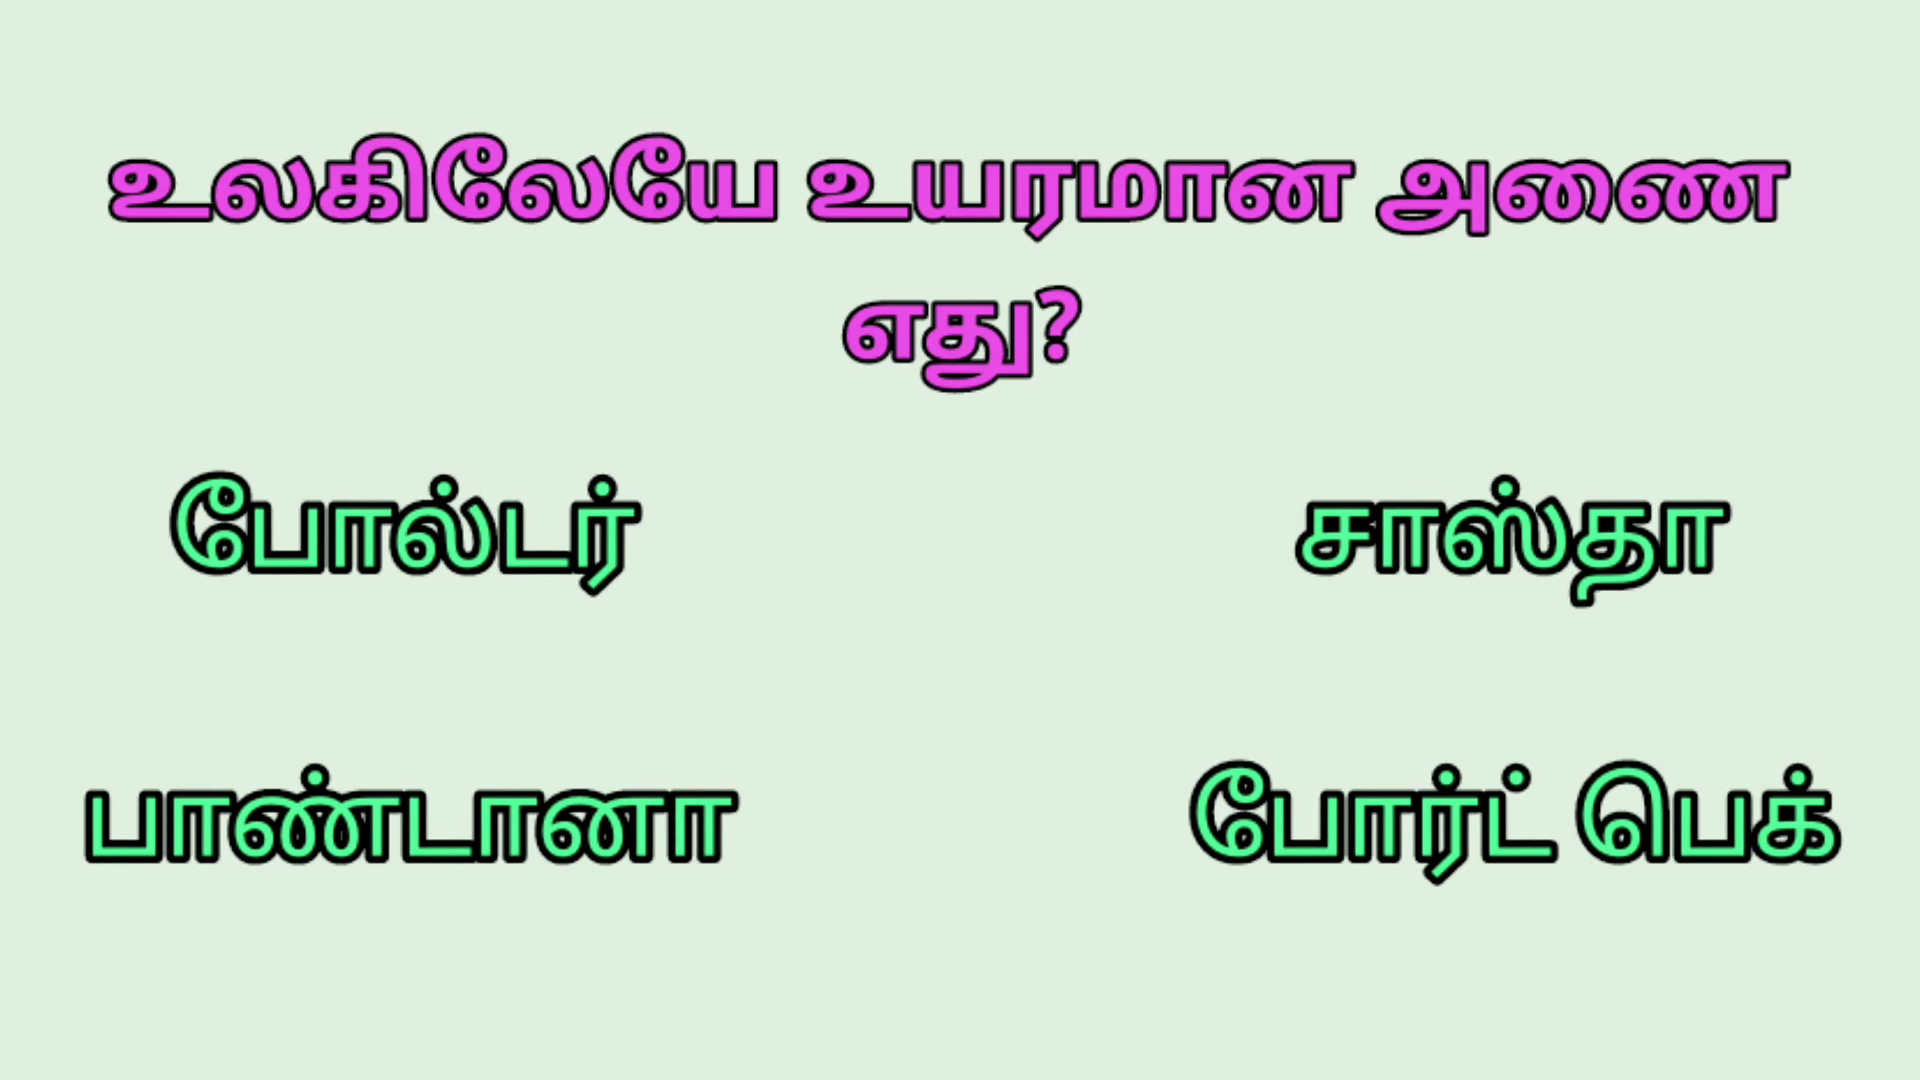 உலகிலேயே உயரமான அணை
எது?
போல்டர்
சாஸ்தா
பாண்டானா
போர்ட் பெக்